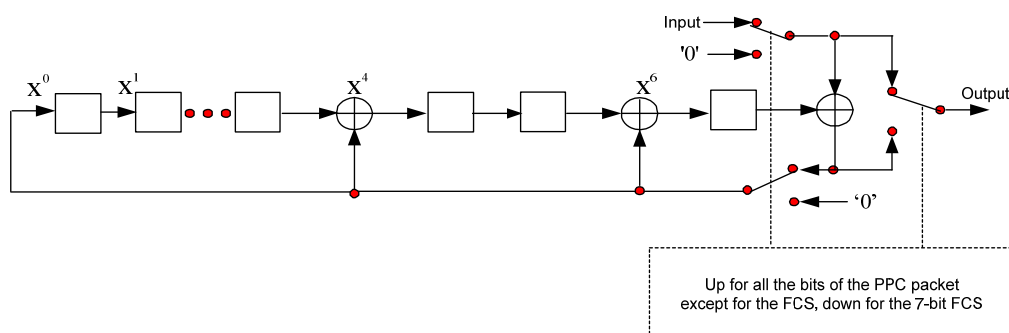 Input
'0'
X⁰
X¹
X⁴
X⁶
Output
‘0’
Up for all the bits of the PPC packet
except for the FCS, down for the 7-bit FCS